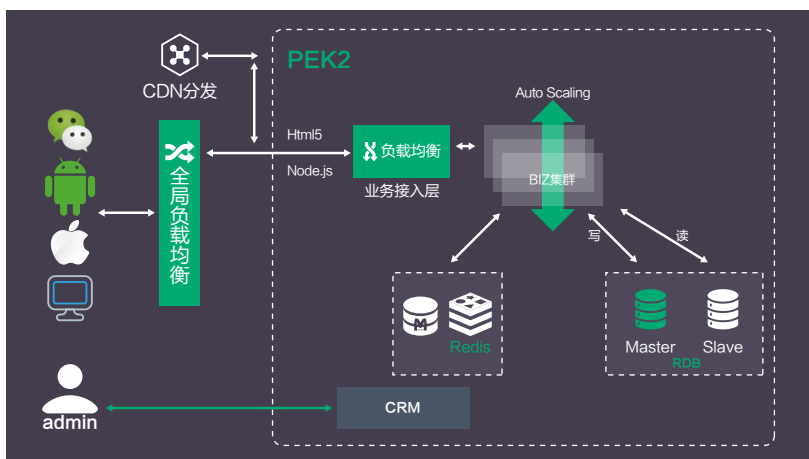 PEK2
CDN分发
Auto Scaling
Html5
负载均衡
Node.js
业务接入层
BIZ集群
全局负载均衡
写
读
M
Redis
Master
Slave
RDB
CRM
admin